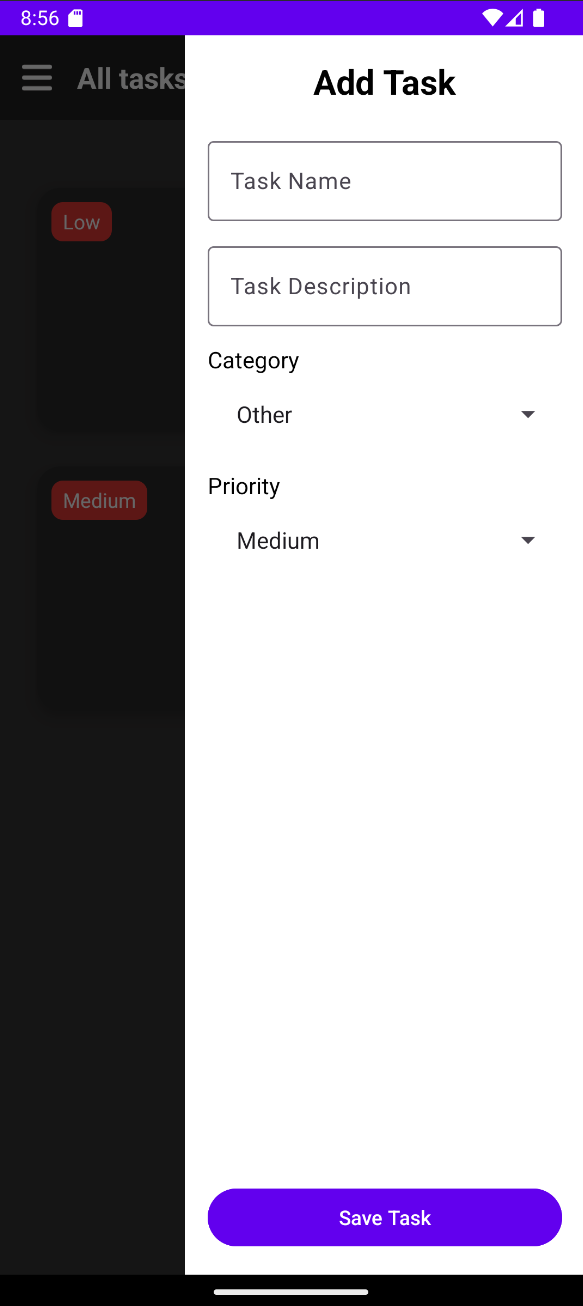 8:56
All tasks
Low
Medium
Add Task
Task Name
Task Description
Category
Other
Priority
Medium
Save Task